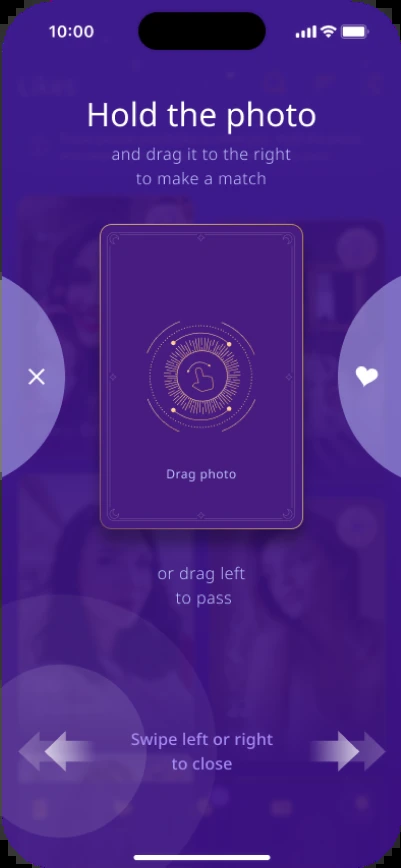 10:00
Hold the photo
and drag it to the right
to make a match
Drag photo
or drag left
to pass
Swipe left or right
to close